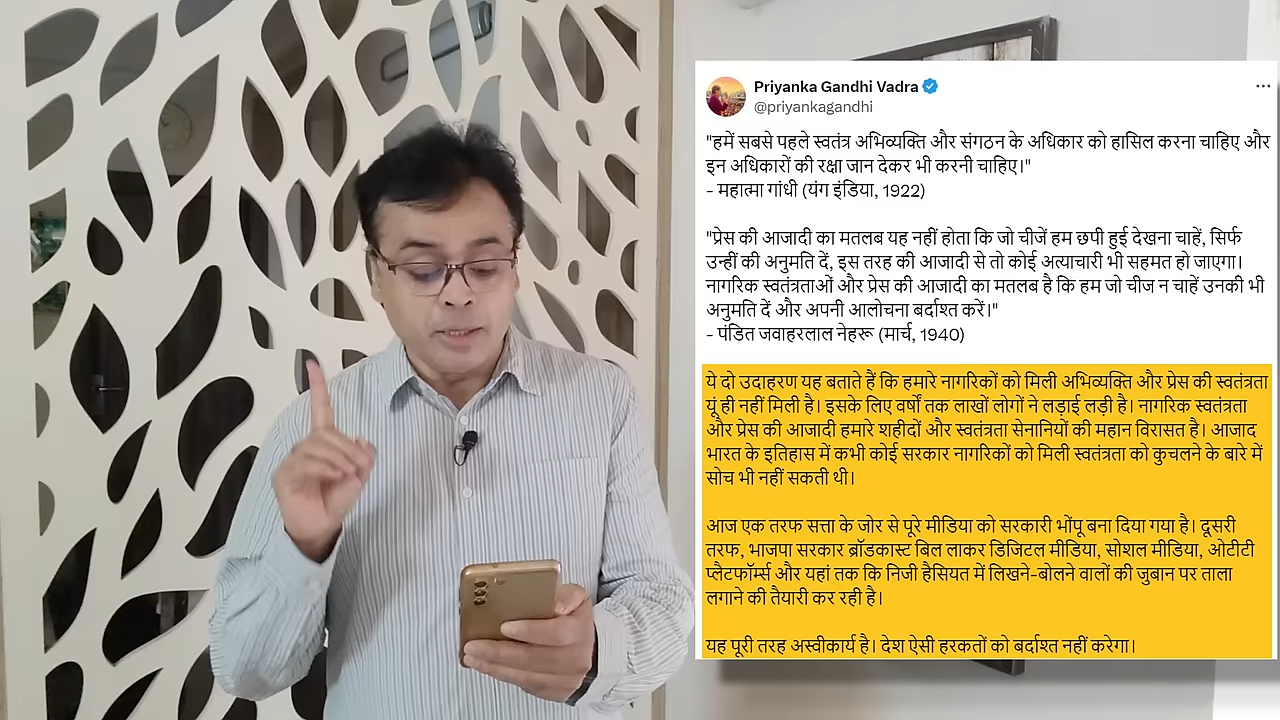 Priyanka Gandhi Vadra
@priyankagandhi
"हमें सबसे पहले स्वतंत्र अभिव्यक्ति और संगठन के अधिकार को हासिल करना चाहिए और
इन अधिकारों की रक्षा जान देकर भी करनी चाहिए।"
- महात्मा गांधी (यंग इंडिया, 1922)
"प्रेस की आजादी का मतलब यह नहीं होता कि जो चीजें हम छपी हुई देखना चाहें, सिर्फ
उन्हीं की अनुमति दें, इस तरह की आजादी से तो कोई अत्याचारी भी सहमत हो जाएगा।
नागरिक स्वतंत्रताओं और प्रेस की आजादी का मतलब है कि हम जो चीज न चाहें उनकी भी
अनुमति दें और अपनी आलोचना बर्दाश्त करें।"
- पंडित जवाहरलाल नेहरू (मार्च, 1940)
ये दो उदाहरण यह बताते हैं कि हमारे नागरिकों को मिली अभिव्यक्ति और प्रेस की स्वतंत्रता
यूं ही नहीं मिली है। इसके लिए वर्षों तक लाखों लोगों ने लड़ाई लड़ी है। नागरिक स्वतंत्रता
और प्रेस की आजादी हमारे शहीदों और स्वतंत्रता सेनानियों की महान विरासत है। आजाद
भारत के इतिहास में कभी कोई सरकार नागरिकों को मिली स्वतंत्रता को कुचलने के बारे में
सोच भी नहीं सकती थी।
आज एक तरफ सत्ता के जोर से पूरे मीडिया को सरकारी भोंपू बना दिया गया है। दूसरी
तरफ, भाजपा सरकार ब्रॉडकास्ट बिल लाकर डिजिटल मीडिया, सोशल मीडिया, ओटीटी
प्लैटफॉर्म्स और यहां तक कि निजी हैसियत में लिखने-बोलने वालों की जुबान पर ताला
लगाने की तैयारी कर रही है।
यह पूरी तरह अस्वीकार्य है। देश ऐसी हरकतों को बर्दाश्त नहीं करेगा।